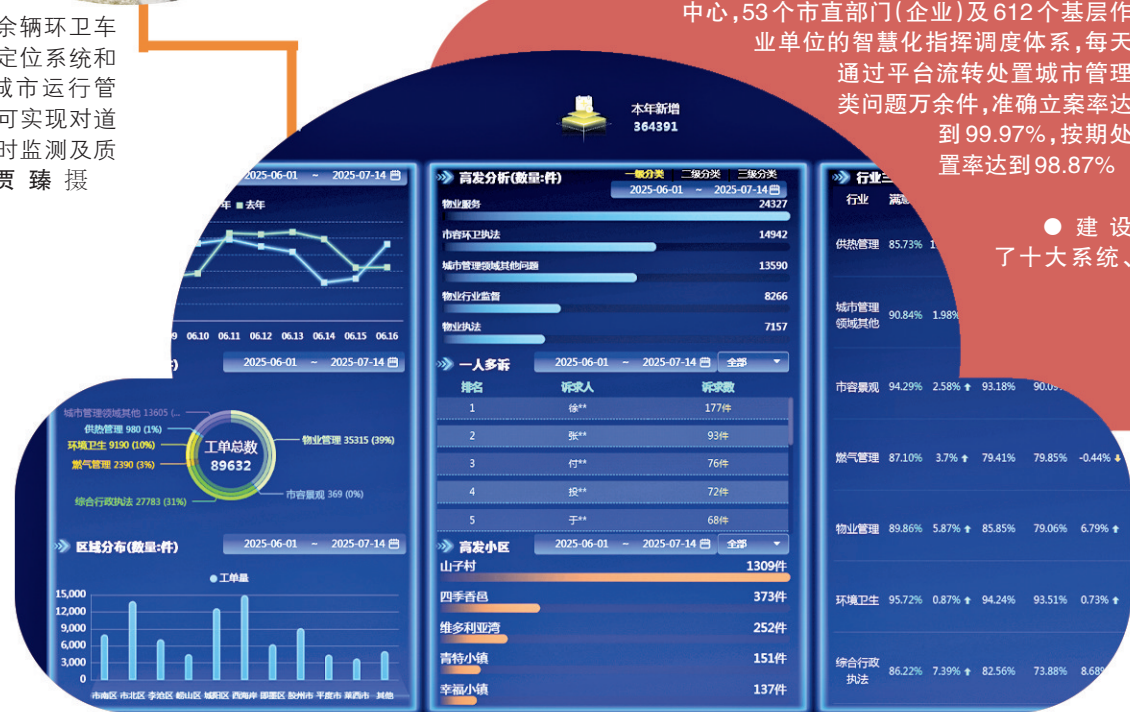 余辆环卫车
定位系统和
城市运行管
可实现对道
时监测及质
贾 臻 摄
中心,53个市直部门(企业)及612个基层作
业单位的智慧化指挥调度体系,每天
通过平台流转处置城市管理
类问题万余件,准确立案率达
到99.97%,按期处
置率达到98.87%
● 建 设
了十大系统、
本年新增
364391
2025-06-01 ~ 2025-07-14
年 去年
06.10 06.11 06.12 06.13 06.14 06.15 06.16
2025-06-01 ~ 2025-07-14
城市管理领域其他 13605 (...
供热管理 980 (1%)
环境卫生 9190 (10%)
燃气管理 2390 (3%)
综合行政执法 27783 (31%)
工单总数
89632
物业管理 35315 (39%)
市容景观 369 (0%)
区域分布(数量:件) 2025-06-01 ~ 2025-07-14
工单量
15,000
12,000
9,000
6,000
3,000
0
市南区 市北区 李沧区 崂山区 城阳区 西海岸 即墨区 胶州市 平度市 莱西市 其他
高发分析(数量:件) 一级分类 二级分类 三级分类
2025-06-01 ~ 2025-07-14
物业服务 24327
市容环卫执法 14942
城市管理领域其他问题 13590
物业行业监督 8266
物业执法 7157
一人多诉 2025-06-01 ~ 2025-07-14 全部
排名 诉求人 诉求数
1 徐** 177件
2 张** 93件
3 付** 76件
4 投** 72件
5 于** 68件
高发小区 2025-06-01 ~ 2025-07-14 全部
山子村 1309件
四季香邑 373件
维多利亚湾 252件
青特小镇 151件
幸福小镇 137件
行业三
行业 满意
供热管理 85.73% 1
城市管理
领域其他 90.84% 1.98%
市容景观 94.29% 2.58% ↑ 93.18% 90.09%
燃气管理 87.10% 3.7% ↑ 79.41% 79.85% -0.44% ↓
物业管理 89.86% 5.87% ↑ 85.85% 79.06% 6.79% ↑
环境卫生 95.72% 0.87% ↑ 94.24% 93.51% 0.73% ↑
综合行政
执法 86.22% 7.39% ↑ 82.56% 73.88% 8.68%